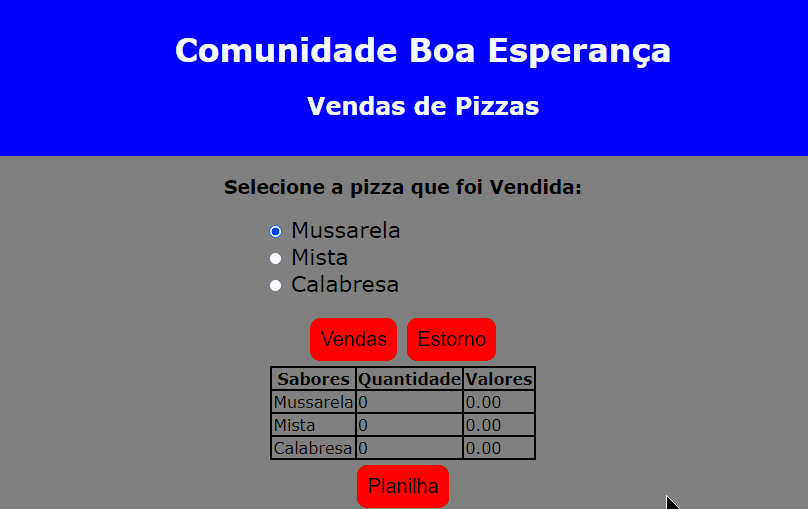 Comunidade Boa Esperança
Vendas de Pizzas
Selecione a pizza que foi Vendida:
Mussarela
Mista
Calabresa
Vendas Estorno
Sabores Quantidade Valores
Mussarela 0 0.00
Mista 0 0.00
Calabresa 0 0.00
Planilha